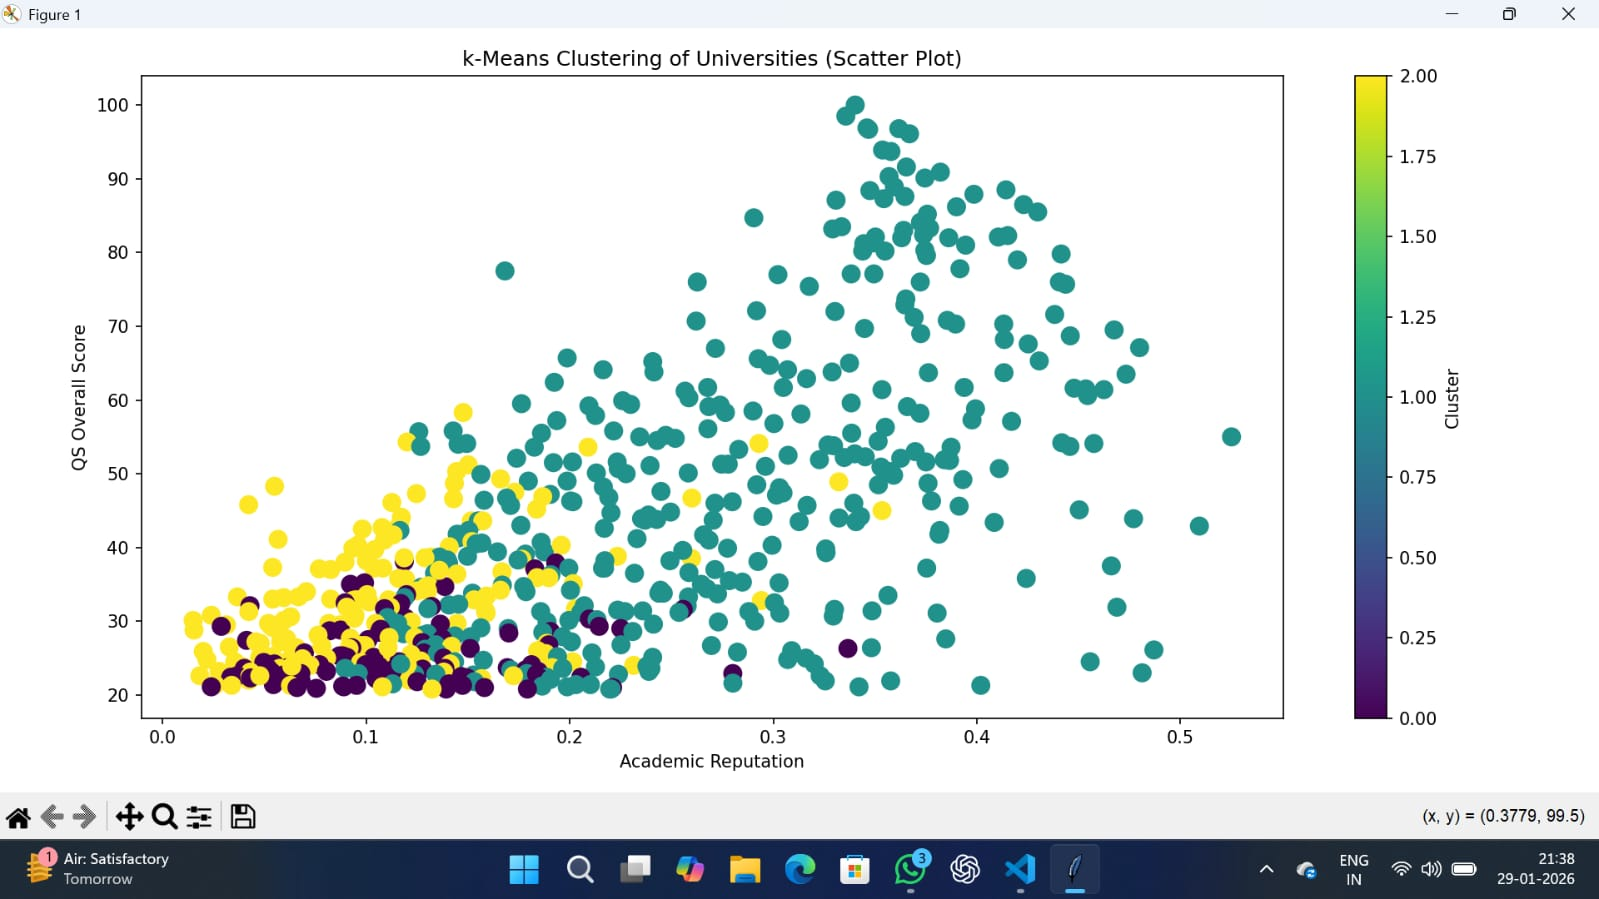 Figure 1
k-Means Clustering of Universities (Scatter Plot)
100
90
80
70
60
50
40
30
20
QS Overall Score
0.0
0.1
0.2
0.3
0.4
0.5
Academic Reputation
2.00
1.75
1.50
1.25
1.00
0.75
0.50
0.25
0.00
Cluster
(x, y) = (0.3779, 99.5)
1
Air: Satisfactory
Tomorrow
3
ENG
IN
21:38
29-01-2026